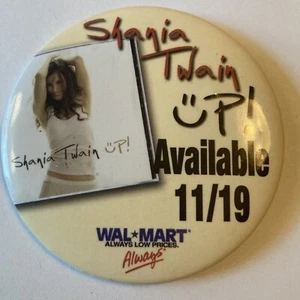 Shania
Twain
UP!
Shania Twain UP!
Available
11/19
WAL★MART
ALWAYS LOW PRICES.
Always